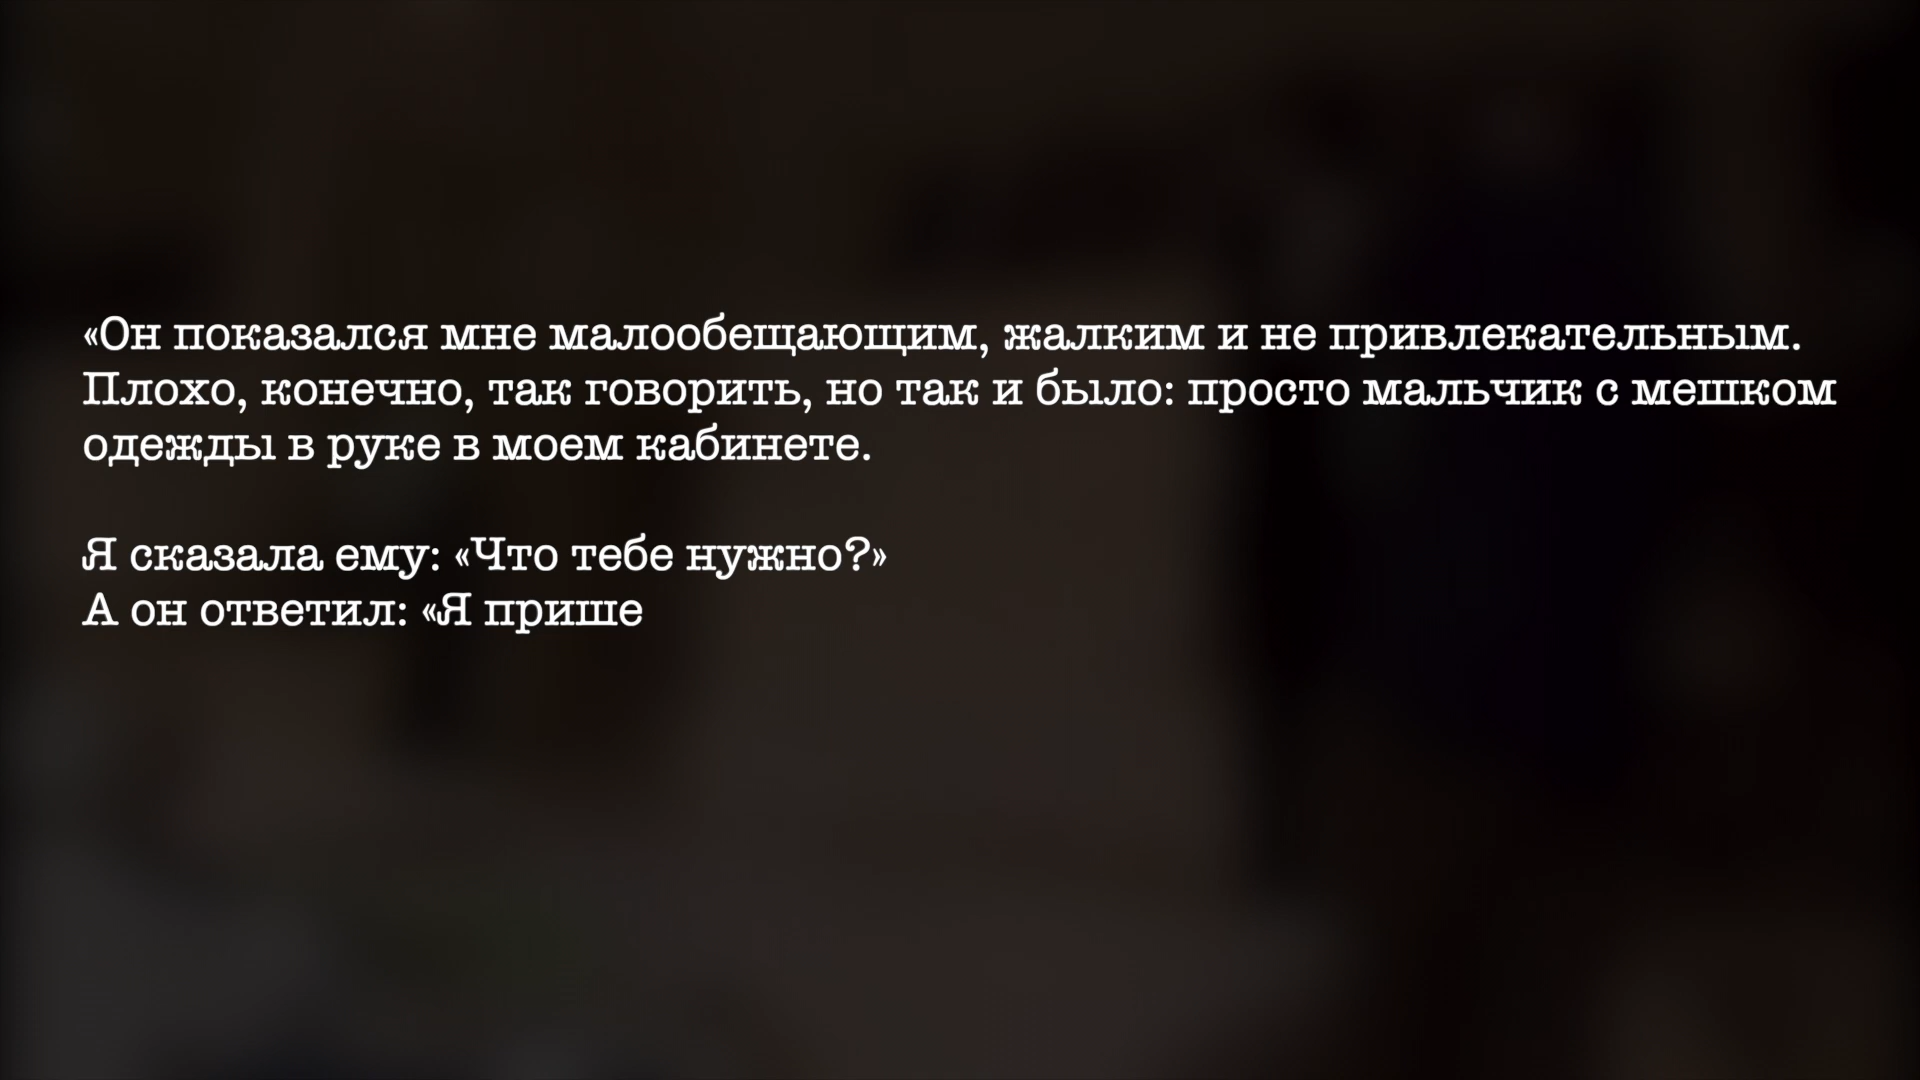 «Он показался мне малообещающим, жалким и не привлекательным.
Плохо, конечно, так говорить, но так и было: просто мальчик с мешком
одежды в руке в моем кабинете.
Я сказала ему: «Что тебе нужно?»
А он ответил: «Я прише